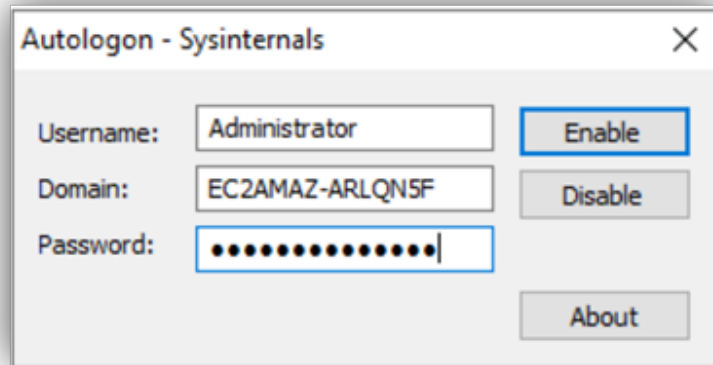 Autologon - Sysinternals
Username: Administrator Enable
Domain: EC2AMAZ-ARLQN5F Disable
Password: ●●●●●●●●●●●●●●
About